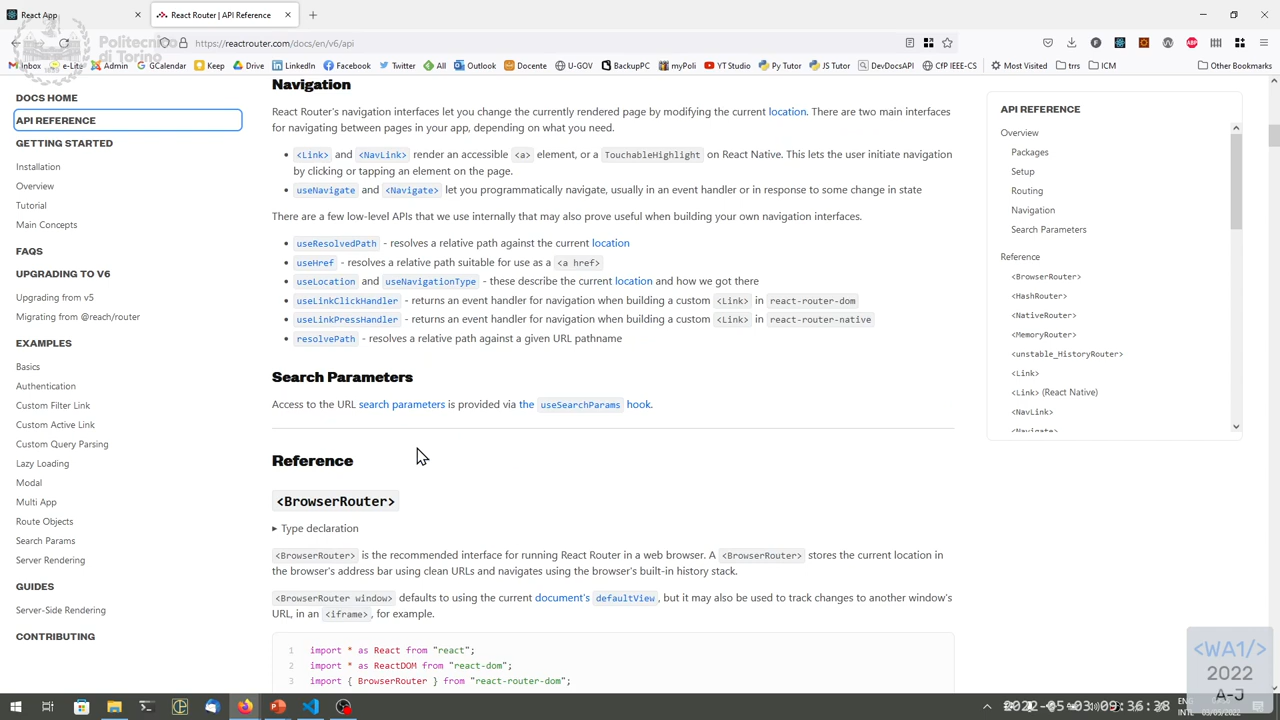 React App
React Router | API Reference
Politecnico
di Torino
https://reactrouter.com/docs/en/v6/api
Inbox
e-Lite
Admin
GCalendar
Keep
Drive
LinkedIn
Facebook
Twitter
All
Outlook
Docente
U-GOV
BackupPC
myPoli
YT Studio
Py Tutor
JS Tutor
DevDocsAPI
CfP IEEE-CS
Most Visited
trrs
ICM
Other Bookmarks
DOCS HOME
API REFERENCE
GETTING STARTED
Installation
Overview
Tutorial
Main Concepts
FAQS
UPGRADING TO V6
Upgrading from v5
Migrating from @reach/router
EXAMPLES
Basics
Authentication
Custom Filter Link
Custom Active Link
Custom Query Parsing
Lazy Loading
Modal
Multi App
Route Objects
Search Params
Server Rendering
GUIDES
Server-Side Rendering
CONTRIBUTING
Navigation
React Router's navigation interfaces let you change the currently rendered page by modifying the current location. There are two main interfaces
for navigating between pages in your app, depending on what you need.
<Link> and <NavLink> render an accessible <a> element, or a TouchableHighlight on React Native. This lets the user initiate navigation
by clicking or tapping an element on the page.
useNavigate and <Navigate> let you programmatically navigate, usually in an event handler or in response to some change in state
There are a few low-level APIs that we use internally that may also prove useful when building your own navigation interfaces.
useResolvedPath - resolves a relative path against the current location
useHref - resolves a relative path suitable for use as a <a href>
useLocation and useNavigationType - these describe the current location and how we got there
useLinkClickHandler - returns an event handler for navigation when building a custom <Link> in react-router-dom
useLinkPressHandler - returns an event handler for navigation when building a custom <Link> in react-router-native
resolvePath - resolves a relative path against a given URL pathname
Search Parameters
Access to the URL search parameters is provided via the useSearchParams hook.
Reference
<BrowserRouter>
Type declaration
<BrowserRouter> is the recommended interface for running React Router in a web browser. A <BrowserRouter> stores the current location in
the browser's address bar using clean URLs and navigates using the browser's built-in history stack.
<BrowserRouter window> defaults to using the current document's defaultView, but it may also be used to track changes to another window's
URL, in an <iframe>, for example.
1 import * as React from "react";
2 import * as ReactDOM from "react-dom";
3 import { BrowserRouter } from "react-router-dom";
API REFERENCE
Overview
Packages
Setup
Routing
Navigation
Search Parameters
Reference
<BrowserRouter>
<HashRouter>
<NativeRouter>
<MemoryRouter>
<unstable_HistoryRouter>
<Link>
<Link> (React Native)
<NavLink>
<Navigate>
<WA1/>
2022
A-J
2022-05-03 09:36:28
ENG
INTL
03/05/2022